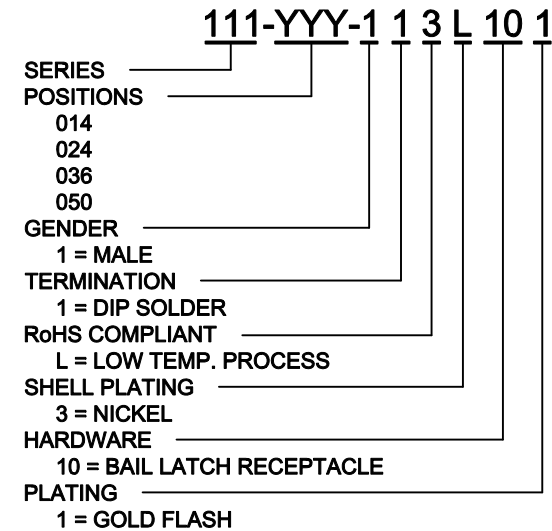 111-YYY-1 1 3 L 10 1
SERIES
POSITIONS
014
024
036
050
GENDER
1 = MALE
TERMINATION
1 = DIP SOLDER
RoHS COMPLIANT
L = LOW TEMP. PROCESS
SHELL PLATING
3 = NICKEL
HARDWARE
10 = BAIL LATCH RECEPTACLE
PLATING
1 = GOLD FLASH